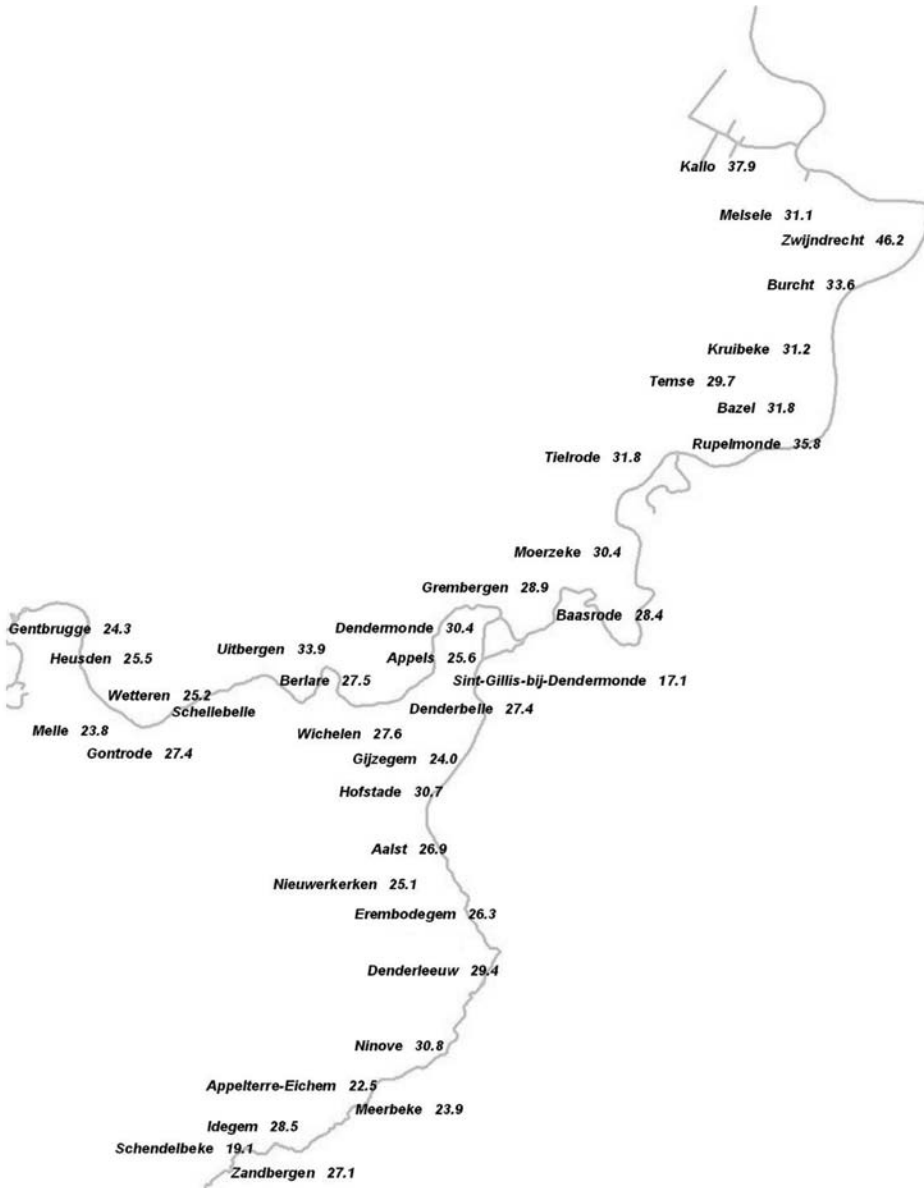 Kallo 37.9
Melsele 31.1
Zwijndrecht 46.2
Burcht 33.6
Kruibeke 31.2
Temse 29.7
Bazel 31.8
Rupelmonde 35.8
Tielrode 31.8
Moerzeke 30.4
Grembergen 28.9
Baasrode 28.4
Gentbrugge 24.3
Dendermonde 30.4
Uitbergen 33.9
Heusden 25.5
Appels 25.6
Berlare 27.5
Sint-Gillis-bij-Dendermonde 17.1
Wetteren 25.2
Schellebelle
Denderbelle 27.4
Melle 23.8
Wichelen 27.6
Gontrode 27.4
Gijzegem 24.0
Hofstade 30.7
Aalst 26.9
Nieuwerkerken 25.1
Erembodegem 26.3
Denderleeuw 29.4
Ninove 30.8
Appelterre-Eichem 22.5
Meerbeke 23.9
Idegem 28.5
Schendelbeke 19.1
Zandbergen 27.1